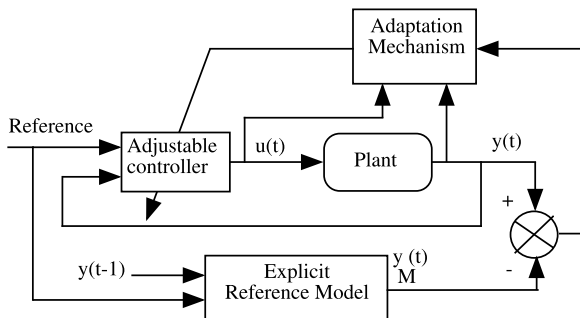 Adaptation
Mechanism
Reference
Adjustable
controller
u(t)
Plant
y(t)
+
-
y(t-1)
Explicit
Reference Model
y (t)
M